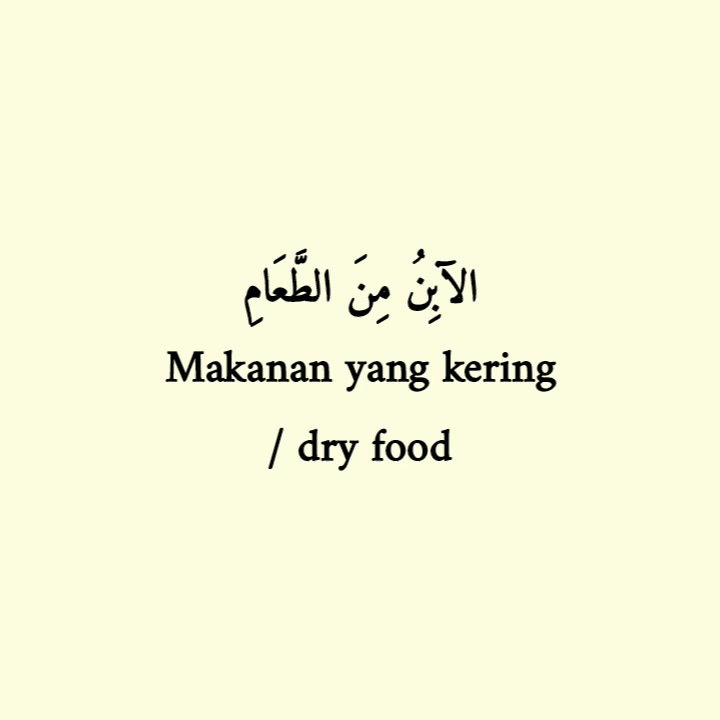 الآبِنُ مِنَ الطَّعَامِ
Makanan yang kering
/ dry food